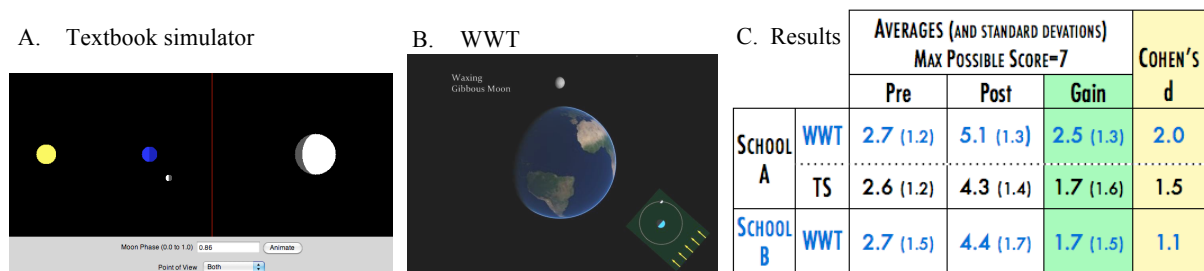 A. Textbook simulator
Moon Phase (0.0 to 1.0) 0.86 Animate
Point of View Both
B. WWT
Waxing
Gibbous Moon
C. Results
AVERAGES (AND STANDARD DEVATIONS)
MAX POSSIBLE SCORE=7
COHEN'S
d
Pre Post Gain
SCHOOL
A
WWT 2.7 (1.2) 5.1 (1.3) 2.5 (1.3) 2.0
TS 2.6 (1.2) 4.3 (1.4) 1.7 (1.6) 1.5
SCHOOL
B
WWT 2.7 (1.5) 4.4 (1.7) 1.7 (1.5) 1.1